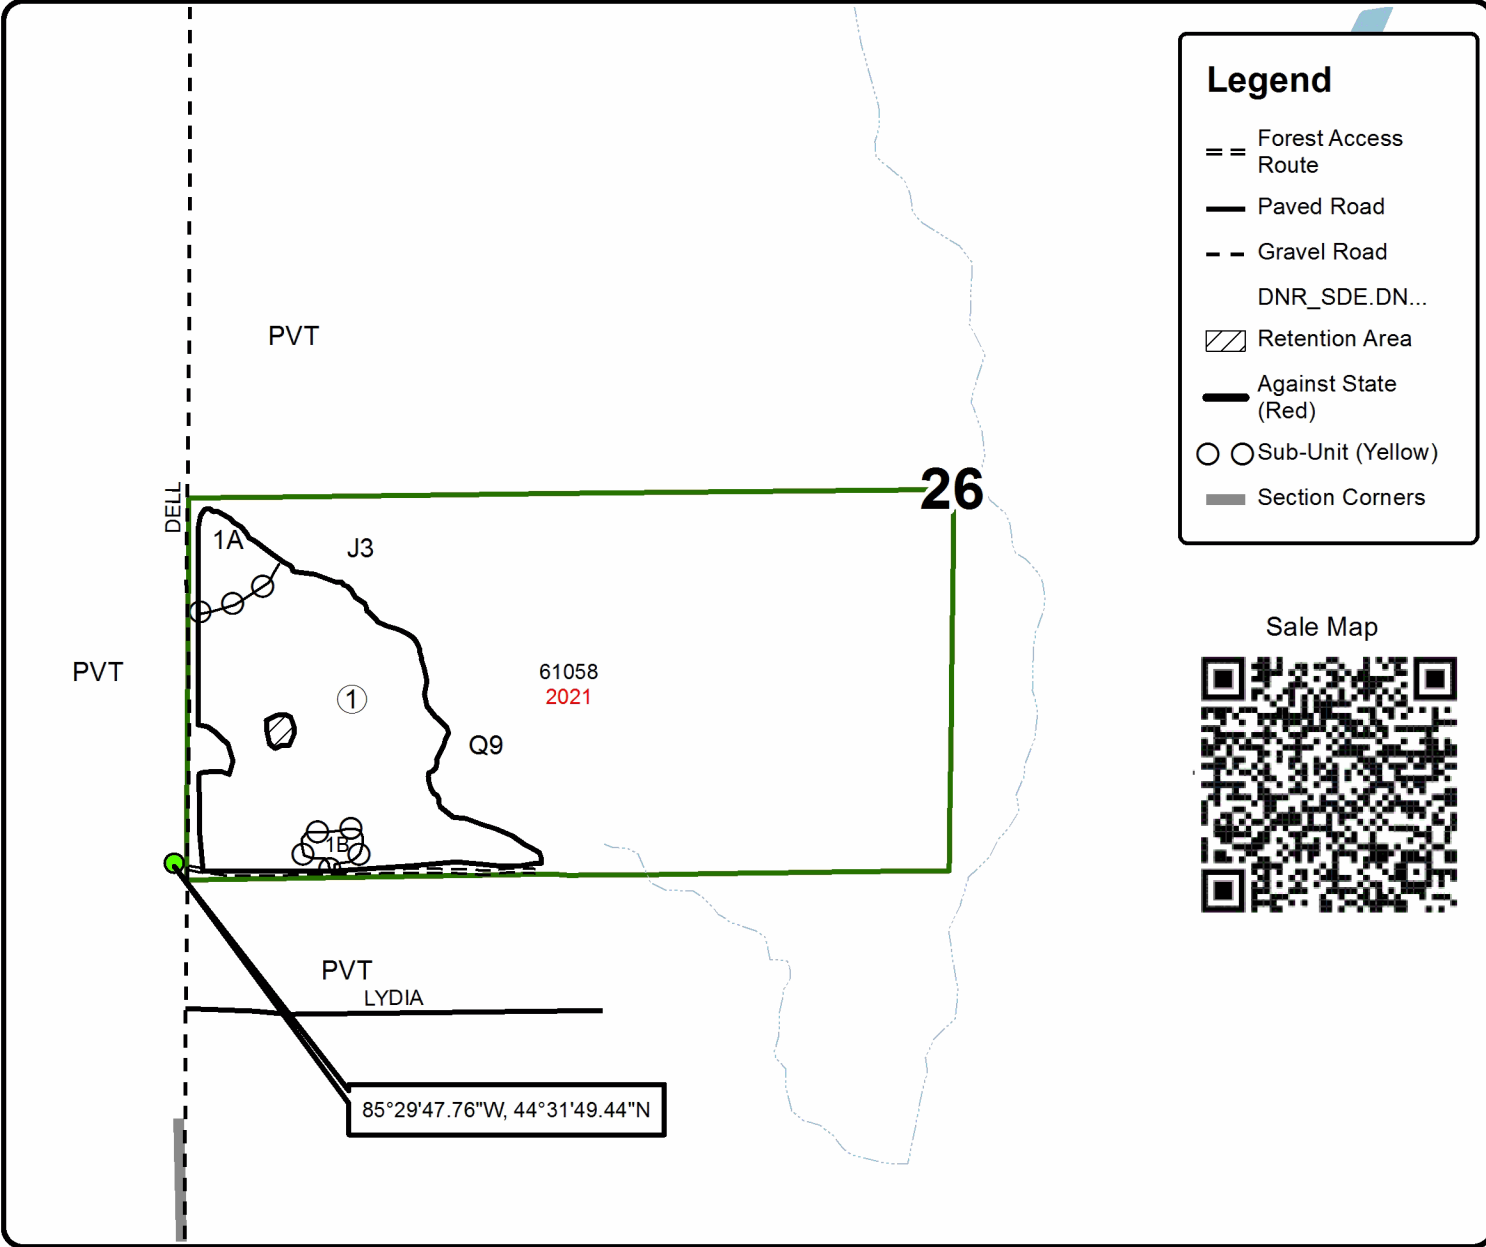 Legend
Forest Access
Route
Paved Road
Gravel Road
DNR_SDE.DN...
Retention Area
Against State
(Red)
Sub-Unit (Yellow)
Section Corners
Sale Map
PVT
26
DELL
1A
J3
PVT
61058
2021
1
Q9
1B
PVT
LYDIA
85°29'47.76"W, 44°31'49.44"N